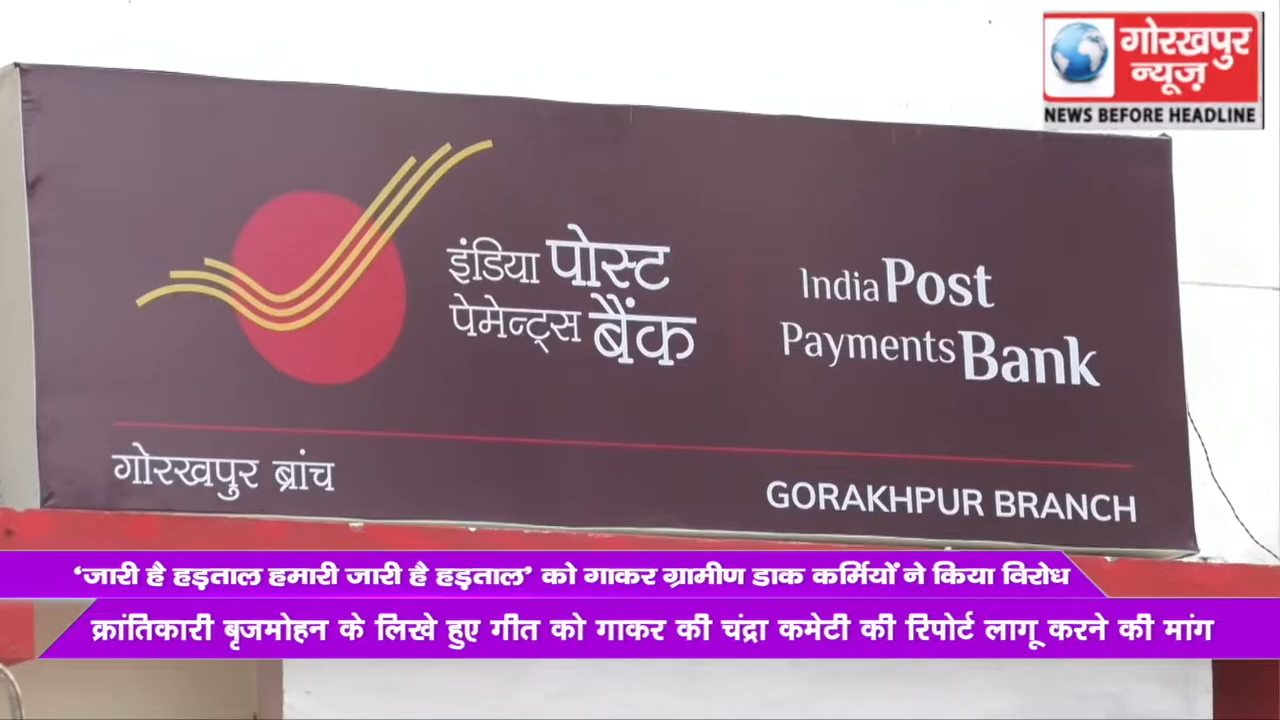 गोरखपुर
न्यूज़
NEWS BEFORE HEADLINE
इंडिया पोस्ट
पेमेन्ट्स बैंक
India Post
Payments Bank
गोरखपुर ब्रांच
GORAKHPUR BRANCH
‘जारी है हड़ताल हमारी जारी है हड़ताल’ को गाकर ग्रामीण डाक कर्मियों ने किया विरोध
क्रांतिकारी बृजमोहन के लिखे हुए गीत को गाकर की चंद्रा कमेटी की रिपोर्ट लागू करने की मांग